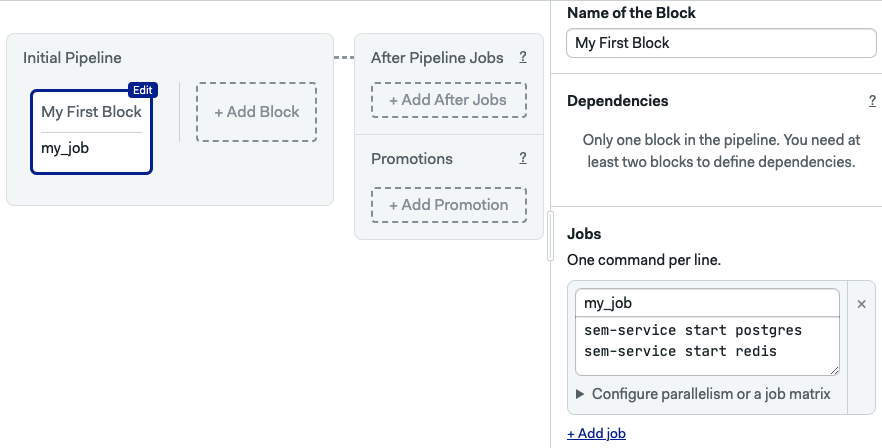 Initial Pipeline
Edit
My First Block
my_job
+ Add Block
After Pipeline Jobs ?
+ Add After Jobs
Promotions ?
+ Add Promotion
Name of the Block
My First Block
Dependencies ?
Only one block in the pipeline. You need at
least two blocks to define dependencies.
Jobs
One command per line.
my_job ×
sem-service start postgres
sem-service start redis
▶ Configure parallelism or a job matrix
+ Add job